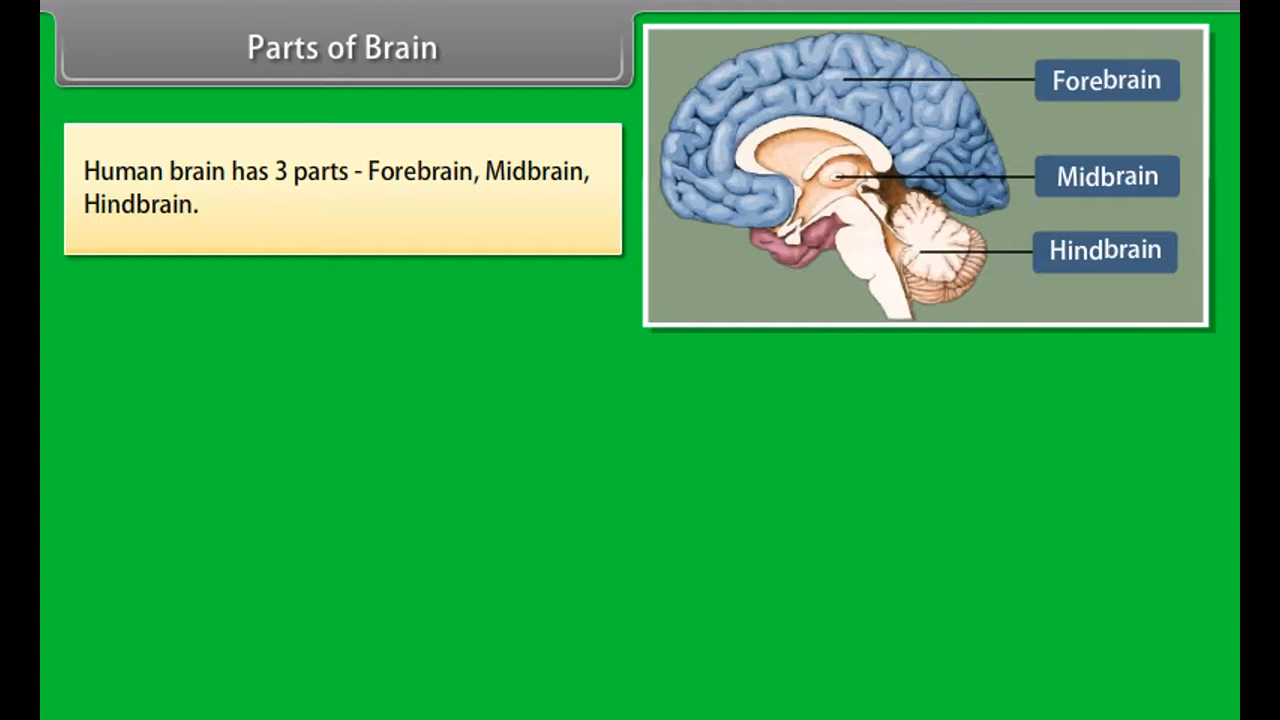 Parts of Brain
Human brain has 3 parts - Forebrain, Midbrain,
Hindbrain.
Forebrain
Midbrain
Hindbrain